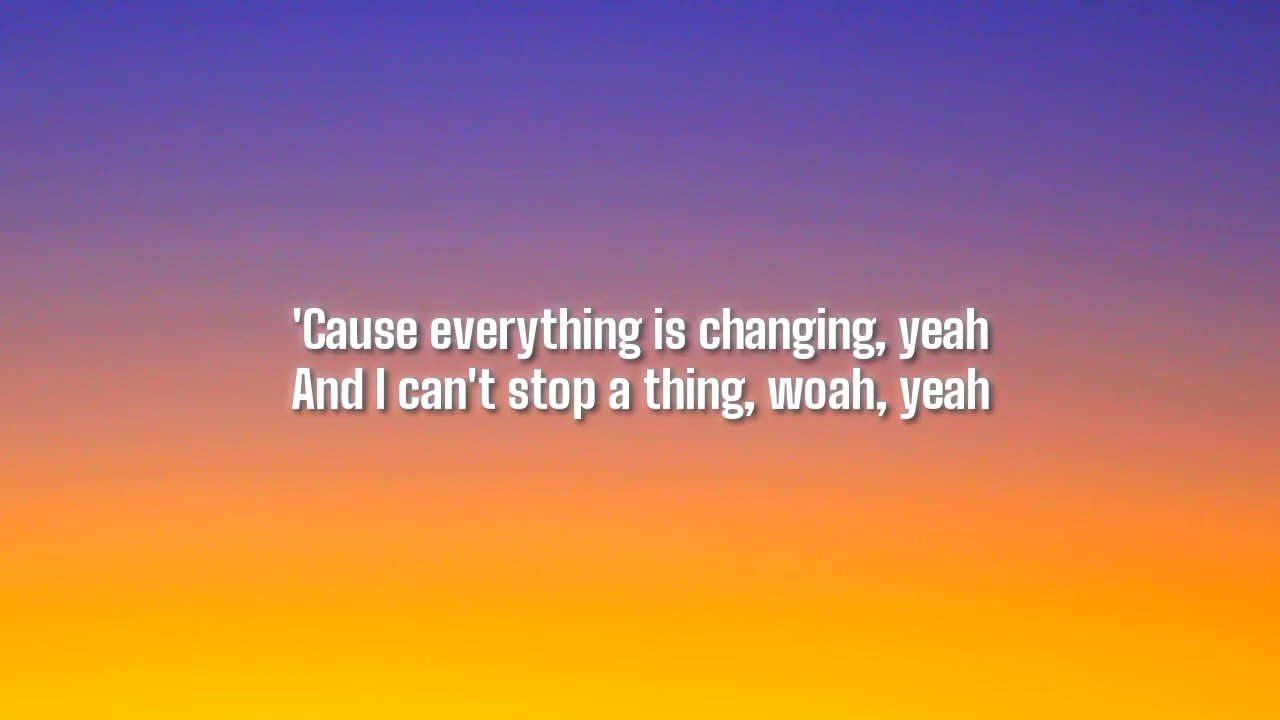 'Cause everything is changing, yeah
And I can't stop a thing, woah, yeah